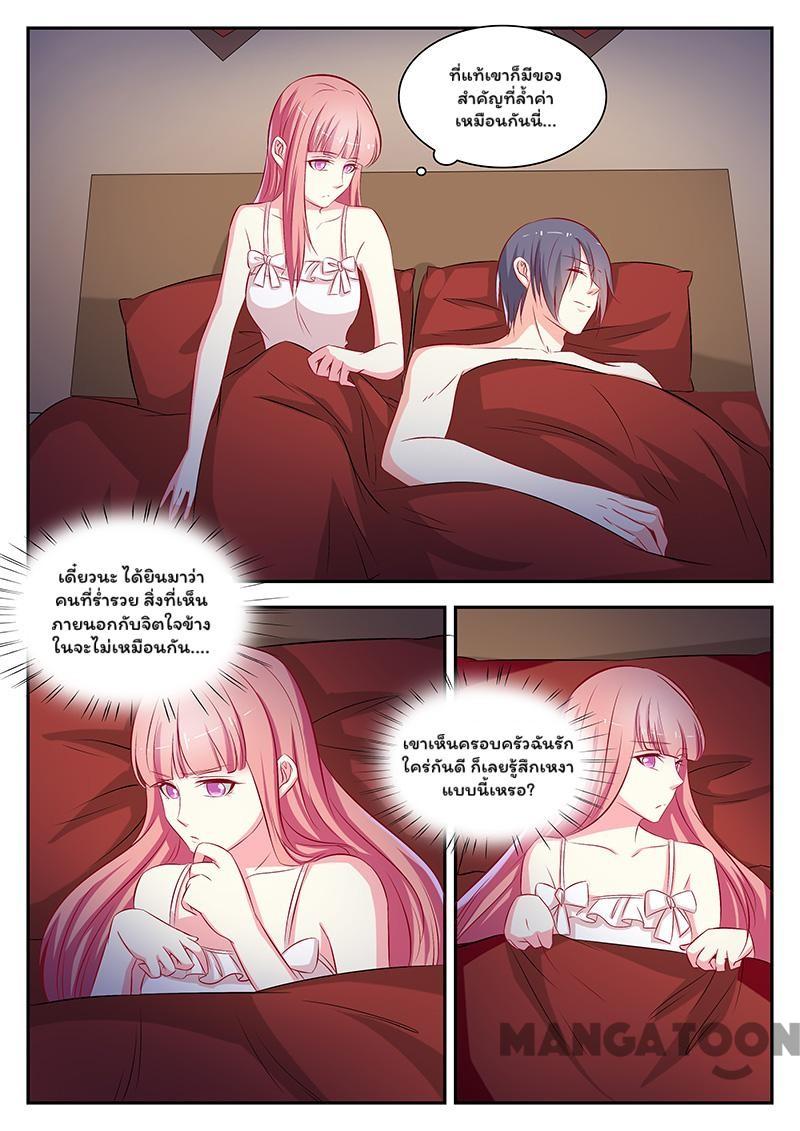 ที่แท้เขาก็มีของ
สำคัญที่ล้ำค่า
เหมือนกันนี่...
เดี๋ยวนะ ได้ยินมาว่า
คนที่ร่ำรวย สิ่งที่เห็น
ภายนอกกับจิตใจข้าง
ในจะไม่เหมือนกัน....
เขาเห็นครอบครัวฉันรัก
ใคร่กันดี ก็เลยรู้สึกเหงา
แบบนี้เหรอ?
MANGATOON